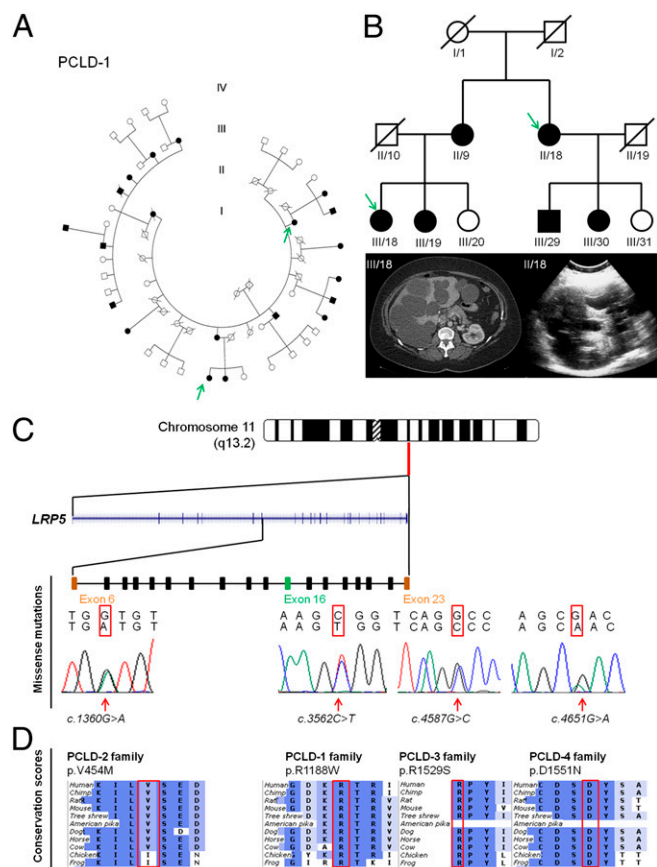 A
PCLD-1
IV
III
II
I
B
I/1
I/2
II/10
II/9
II/18
II/19
III/18
III/19
III/20
III/29
III/30
III/31
III/18
II/18
C
Chromosome 11
(q13.2)
LRP5
Exon 6
Exon 16
Exon 23
Missense mutations
T G G T G T
A A G C G G T C A G G C C
A G C G A C
T G A T G T
A A G T G G T C A G C C C
A G C A A C
c.1360G>A
c.3562C>T
c.4587G>C
c.4651G>A
D
Conservation scores
PCLD-2 family
p.V454M
PCLD-1 family
p.R1188W
PCLD-3 family
p.R1529S
PCLD-4 family
p.D1551N
Human
Chimp
Rat
Mouse
Tree shrew
American pika
Dog
Horse
Cow
Chicken
Frog